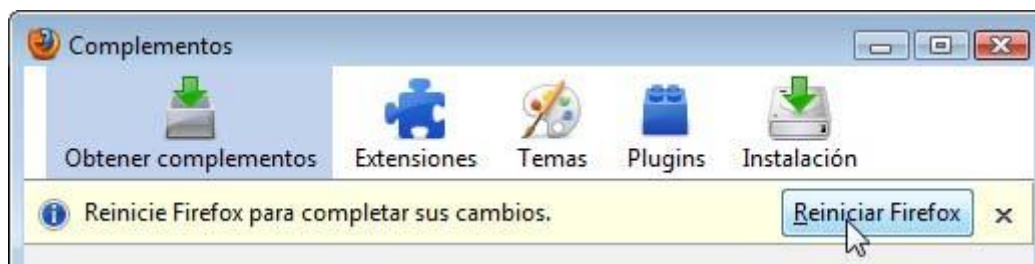 Complementos
Obtener complementos Extensiones Temas Plugins Instalación
Reinicie Firefox para completar sus cambios. Reiniciar Firefox